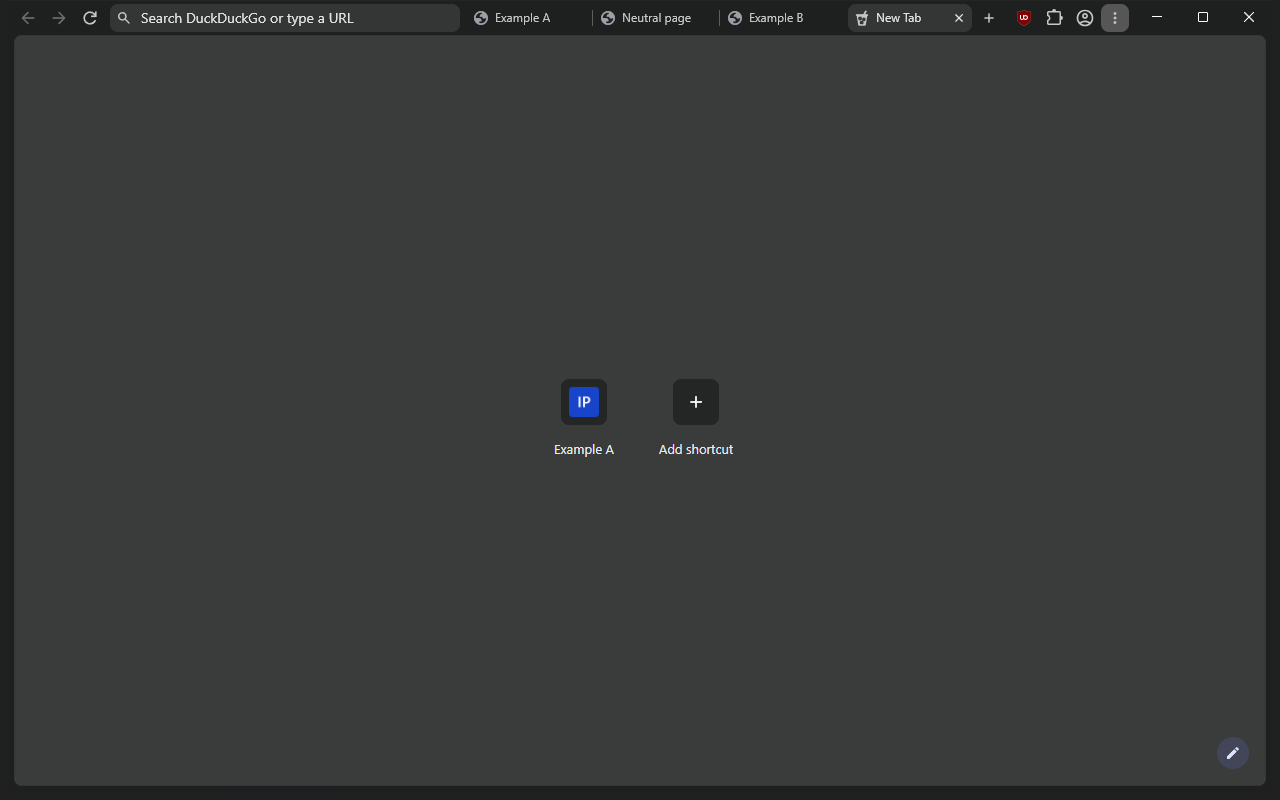 Search DuckDuckGo or type a URL
Example A
Neutral page
Example B
New Tab
UD
IP
Example A
Add shortcut